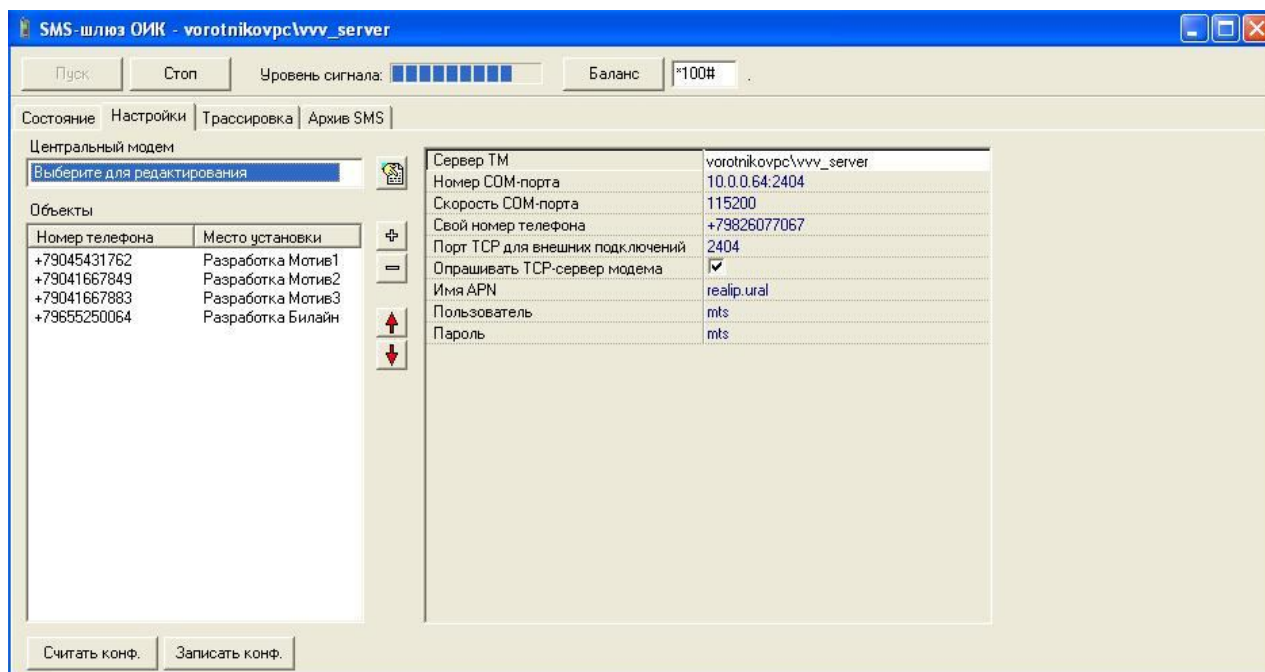 SMS-шлюз ОИК - vorotnikovpc\vvv_server
Пуск Стоп Уровень сигнала: Баланс *100# .
Состояние Настройки Трассировка Архив SMS
Центральный модем
Выберите для редактирования
Объекты
Номер телефона Место установки
+79045431762 Разработка Мотив1
+79041667849 Разработка Мотив2
+79041667883 Разработка Мотив3
+79655250064 Разработка Билайн
Сервер ТМ vorotnikovpc\vvv_server
Номер COM-порта 10.0.0.64:2404
Скорость COM-порта 115200
Свой номер телефона +79826077067
Порт TCP для внешних подключений 2404
Опрашивать TCP-сервер модема
Имя APN realip.ural
Пользователь mts
Пароль mts
Считать конф. Записать конф.